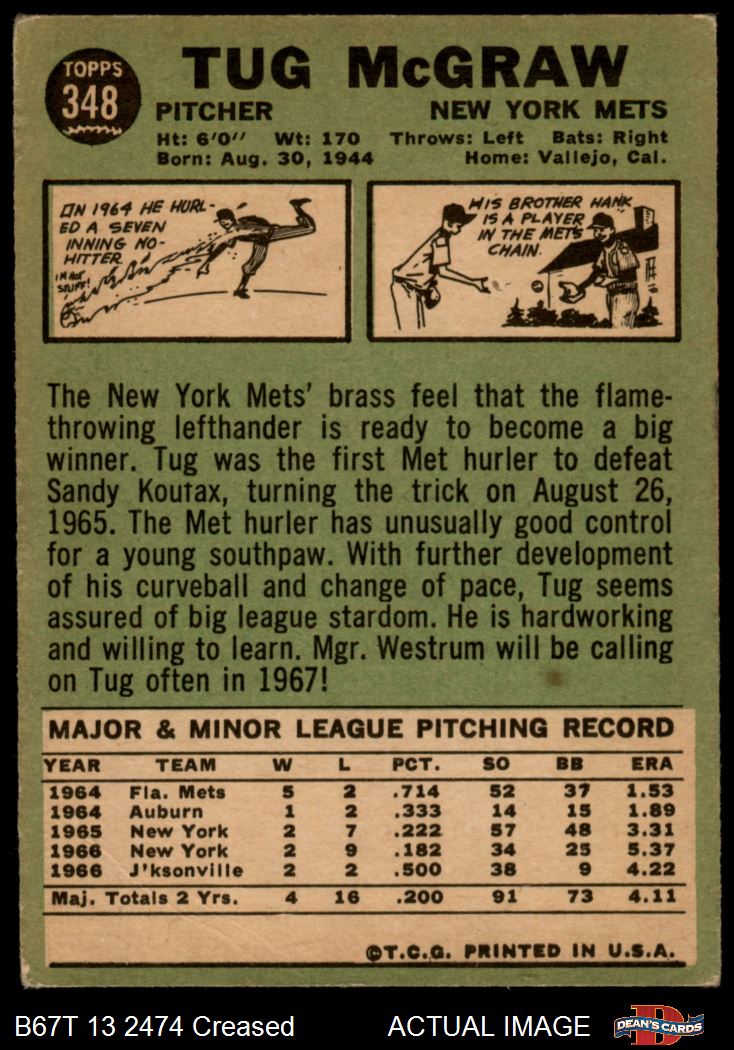 TOPPS
348
TUG McGRAW
PITCHER NEW YORK METS
Ht: 6'0" Wt: 170 Throws: Left Bats: Right
Born: Aug. 30, 1944 Home: Vallejo, Cal.
IN 1964 HE HURL-
ED A SEVEN
INNING NO-
HITTER
I'M HOT
STUFF!
HIS BROTHER HANK
IS A PLAYER
IN THE METS
CHAIN.
The New York Mets' brass feel that the flame-
throwing lefthander is ready to become a big
winner. Tug was the first Met hurler to defeat
Sandy Koufax, turning the trick on August 26,
1965. The Met hurler has unusually good control
for a young southpaw. With further development
of his curveball and change of pace, Tug seems
assured of big league stardom. He is hardworking
and willing to learn. Mgr. Westrum will be calling
on Tug often in 1967!
MAJOR & MINOR LEAGUE PITCHING RECORD
YEAR TEAM W L PCT. SO BB ERA
1964 Fla. Mets 5 2 .714 52 37 1.53
1964 Auburn 1 2 .333 14 15 1.89
1965 New York 2 7 .222 57 48 3.31
1966 New York 2 9 .182 34 25 5.37
1966 J'ksonville 2 2 .500 38 9 4.22
Maj. Totals 2 Yrs. 4 16 .200 91 73 4.11
©T.C.G. PRINTED IN U.S.A.
B67T 13 2474 Creased ACTUAL IMAGE
D
DEAN'S CARDS